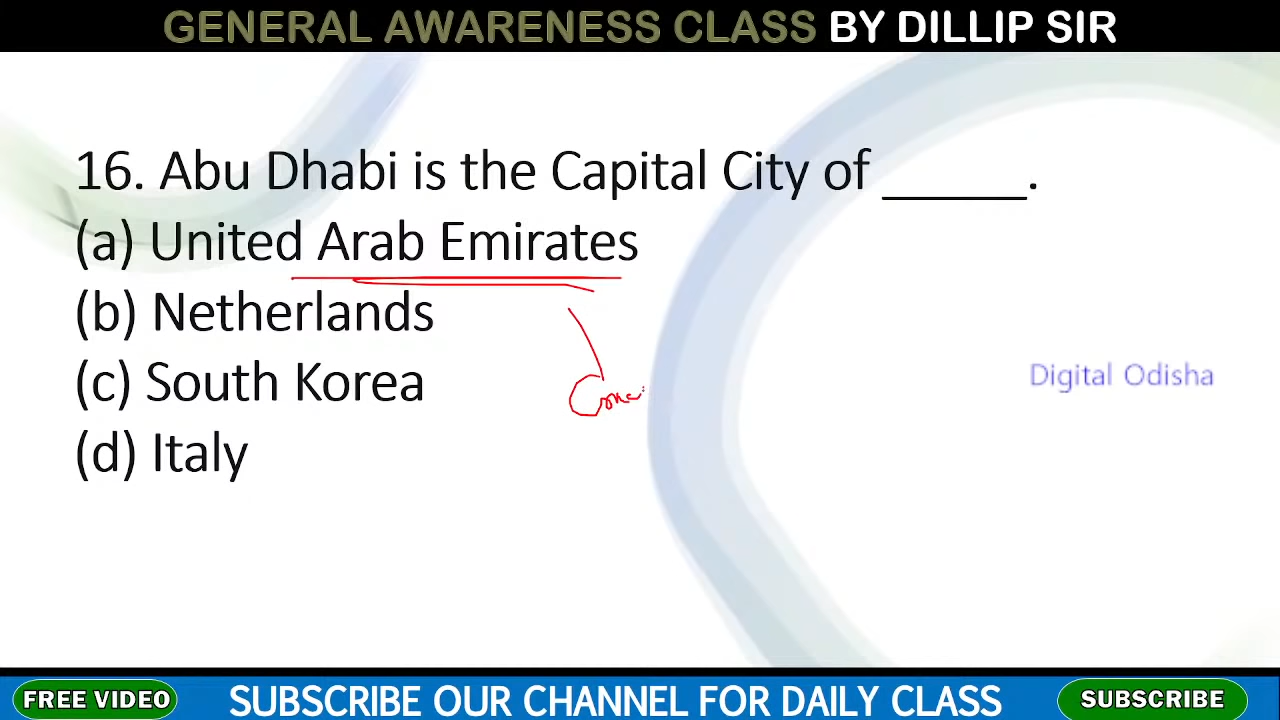 GENERAL AWARENESS CLASS BY DILLIP SIR
16. Abu Dhabi is the Capital City of ______.
(a) United Arab Emirates
(b) Netherlands
(c) South Korea
(d) Italy
Digital Odisha
FREE VIDEO
SUBSCRIBE OUR CHANNEL FOR DAILY CLASS
SUBSCRIBE